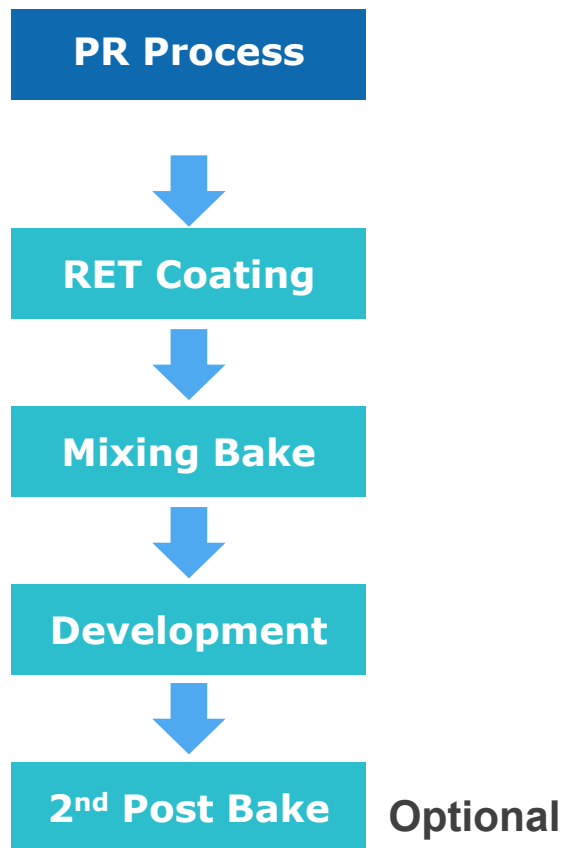 PR Process
RET Coating
Mixing Bake
Development
2nd Post Bake Optional